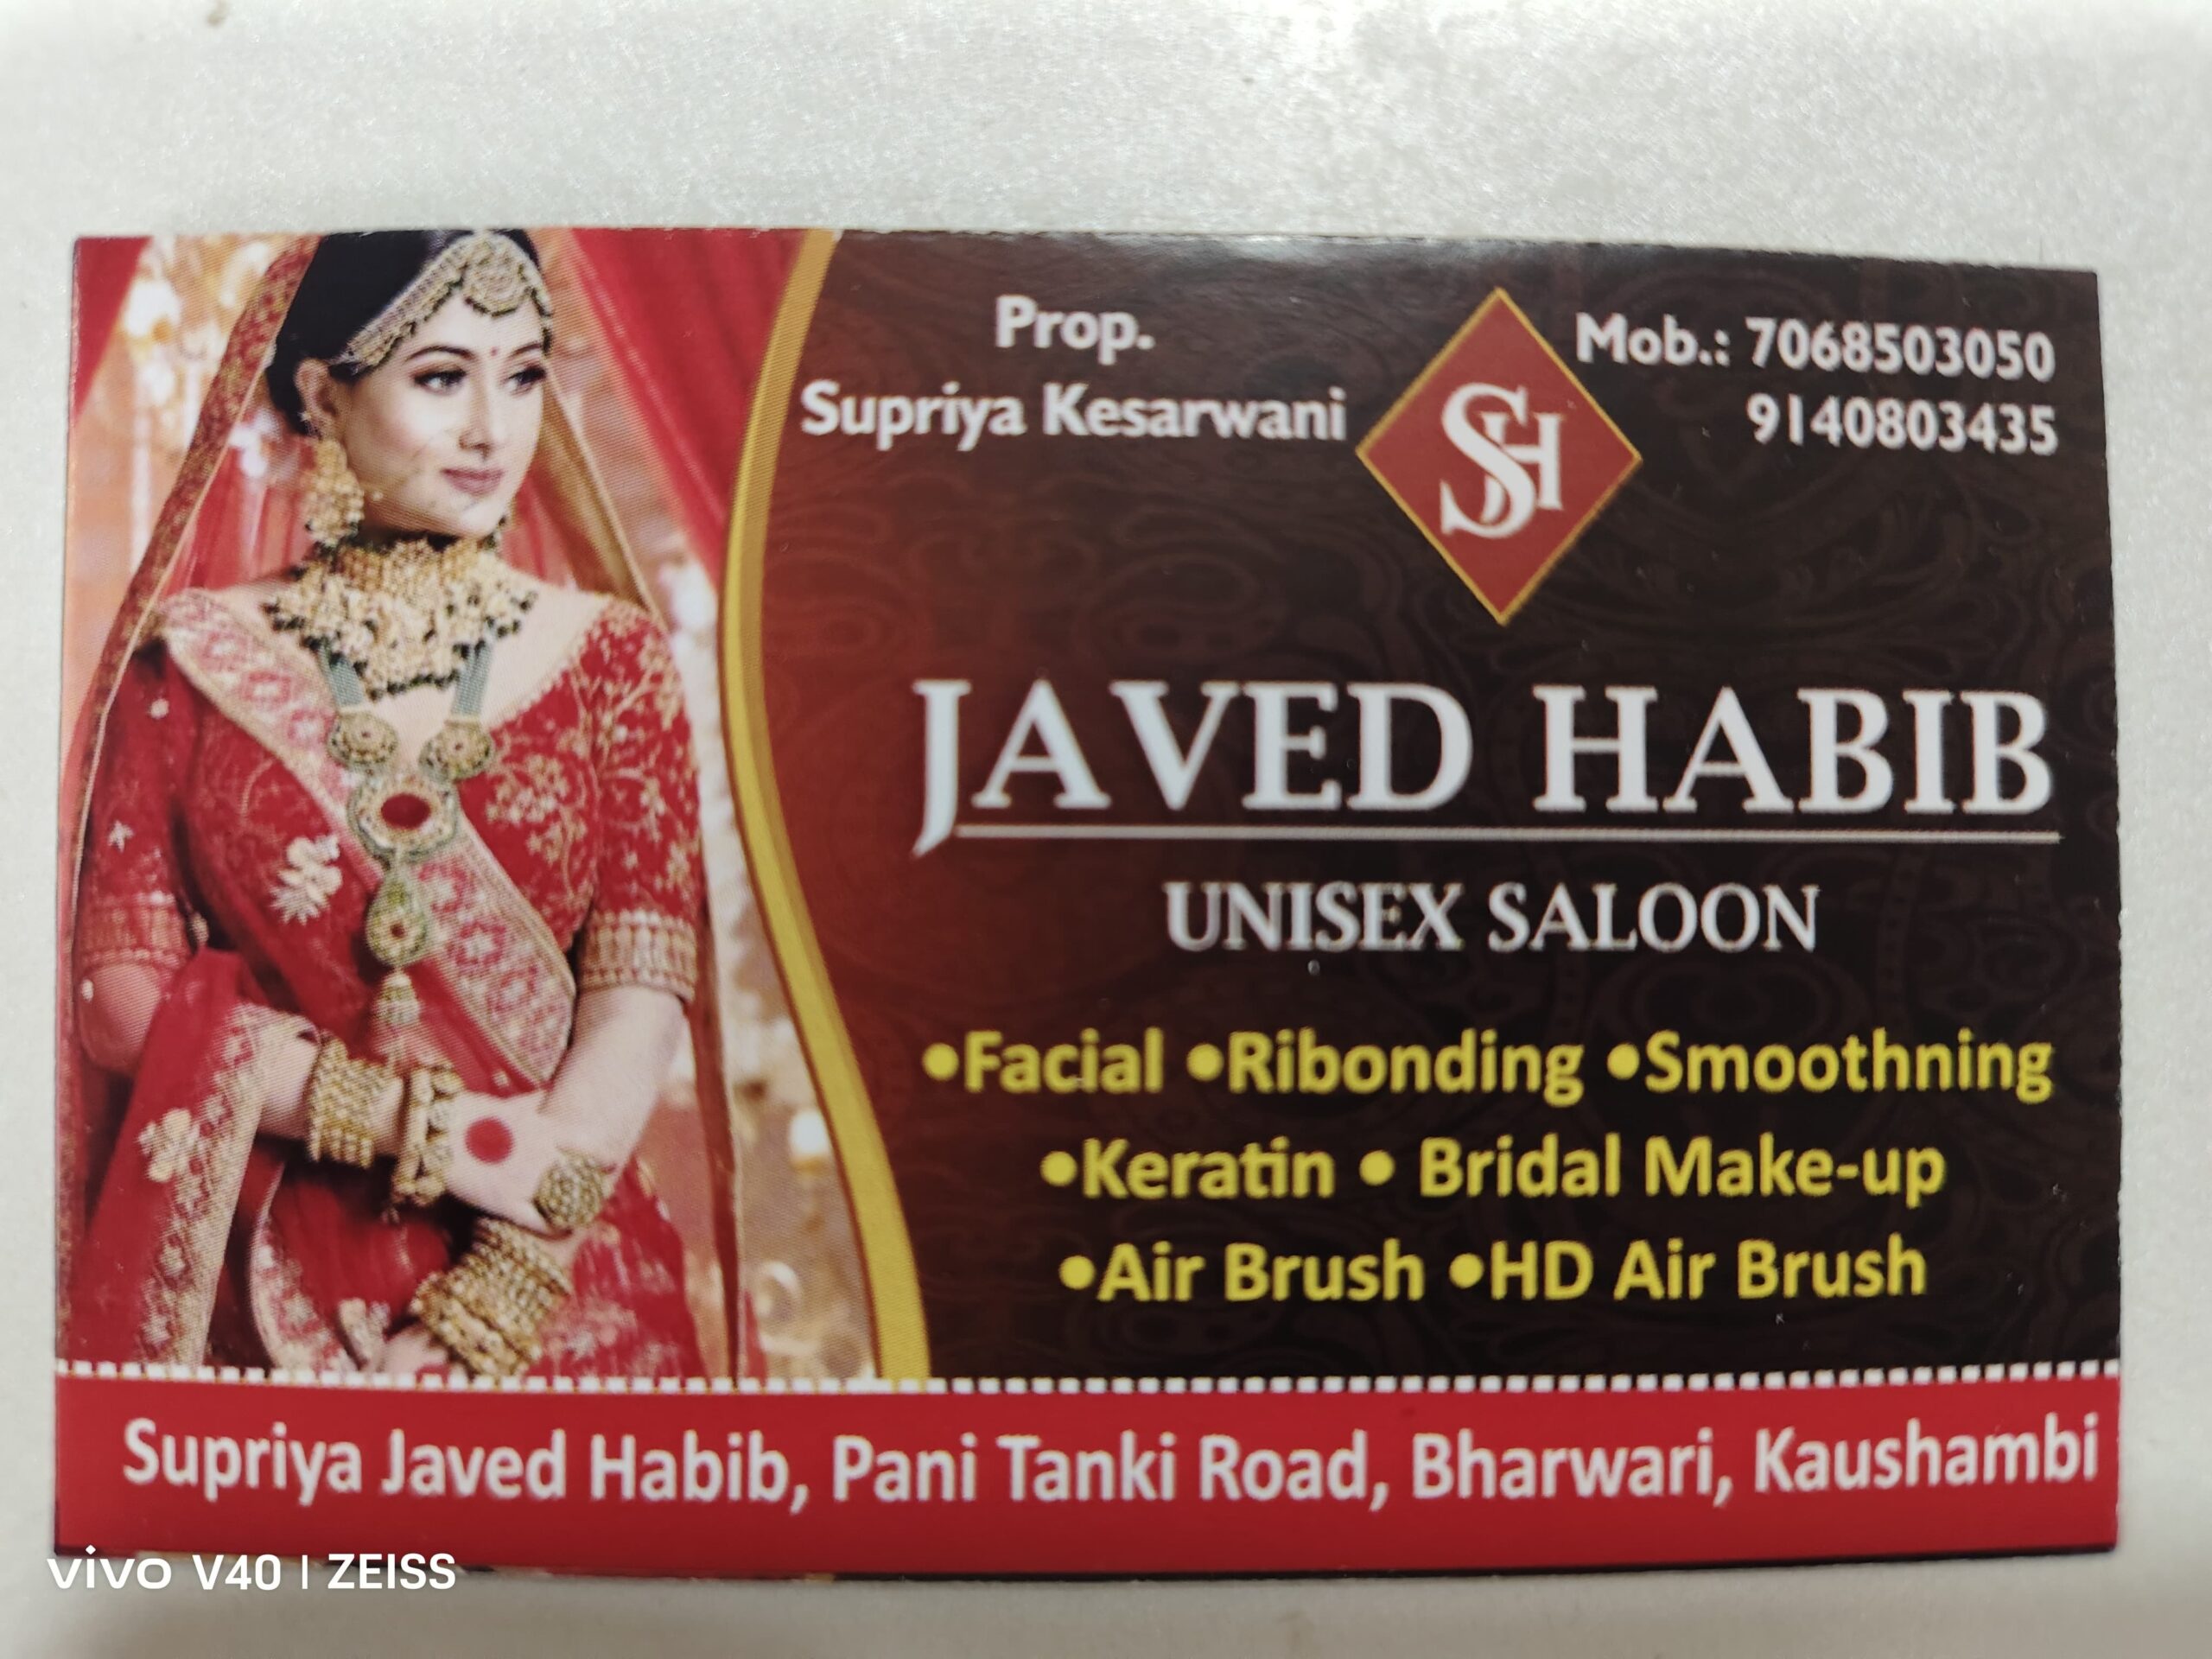 Prop.
Supriya Kesarwani
SH
Mob.: 7068503050
9140803435
JAVED HABIB
UNISEX SALOON
•Facial •Ribonding •Smoothning
•Keratin • Bridal Make-up
•Air Brush •HD Air Brush
Supriya Javed Habib, Pani Tanki Road, Bharwari, Kaushambi
vivo V40 | ZEISS